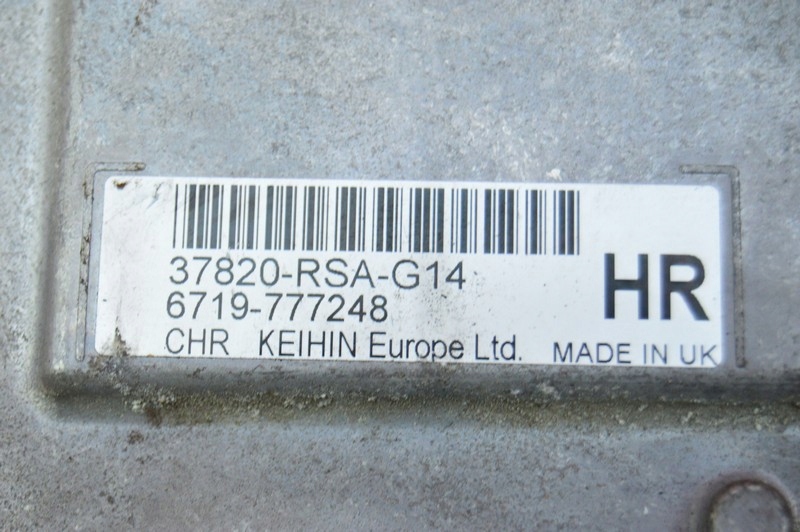 37820-RSA-G14
6719-777248
HR
CHR KEIHIN Europe Ltd. MADE IN UK